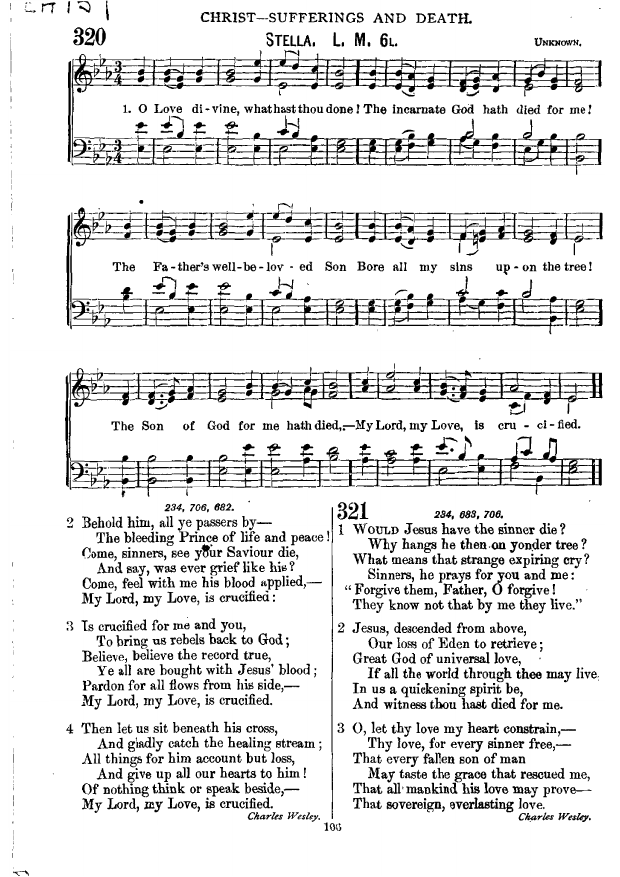 CHRIST—SUFFERINGS AND DEATH.
320 STELLA. L. M. 6L. UNKNOWN.
1. O Love di-vine, what hast thou done! The incarnate God hath died for me!
The Fa-ther's well-be-lov-ed Son Bore all my sins up-on the tree!
The Son of God for me hath died,—My Lord, my Love, is cru-ci-fied.
234, 706, 682.
2 Behold him, all ye passers by—
The bleeding Prince of life and peace!
Come, sinners, see your Saviour die,
And say, was ever grief like his?
Come, feel with me his blood applied,—
My Lord, my Love, is crucified:
3 Is crucified for me and you,
To bring us rebels back to God;
Believe, believe the record true,
Ye all are bought with Jesus' blood;
Pardon for all flows from his side,—
My Lord, my Love, is crucified.
4 Then let us sit beneath his cross,
And gladly catch the healing stream;
All things for him account but loss,
And give up all our hearts to him!
Of nothing think or speak beside,—
My Lord, my Love, is crucified.
Charles Wesley.
321 234, 683, 706.
1 WOULD Jesus have the sinner die?
Why hangs he then on yonder tree?
What means that strange expiring cry?
Sinners, he prays for you and me:
"Forgive them, Father, O forgive!
They know not that by me they live."
2 Jesus, descended from above,
Our loss of Eden to retrieve;
Great God of universal love,
If all the world through thee may live,
In us a quickening spirit be,
And witness thou hast died for me.
3 O, let thy love my heart constrain,—
Thy love, for every sinner free,—
That every fallen son of man
May taste the grace that rescued me,
That all mankind his love may prove—
That sovereign, everlasting love.
Charles Wesley.
106